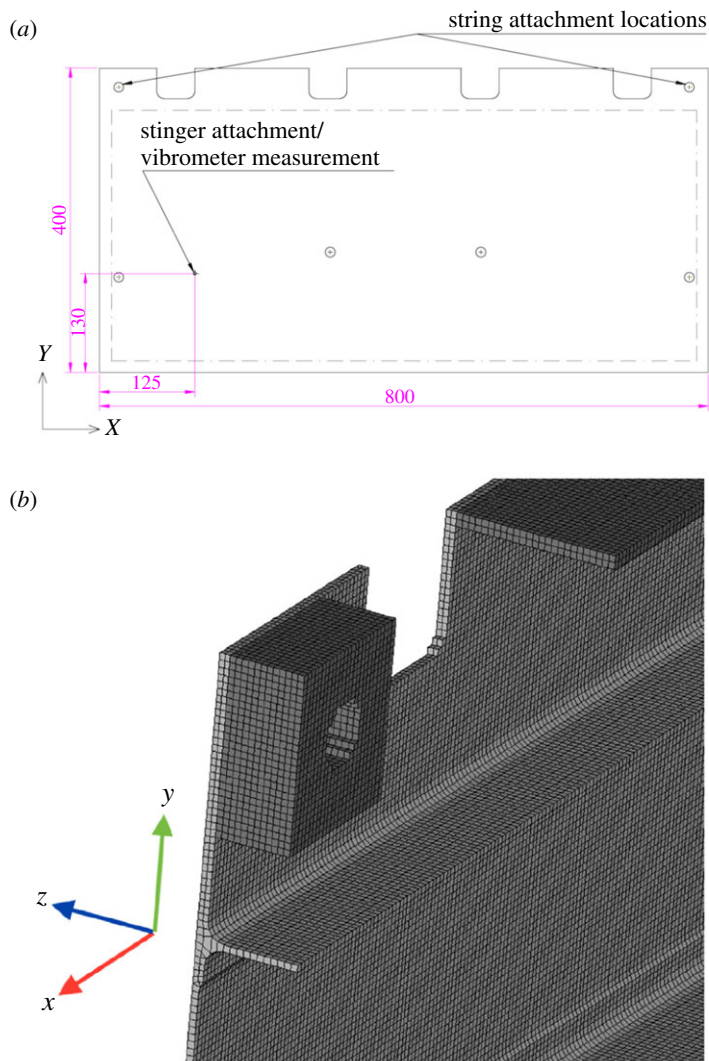 (a)
string attachment locations
stinger attachment/
vibrometer measurement
400
130
125
800
Y
X
(b)
y
z
x